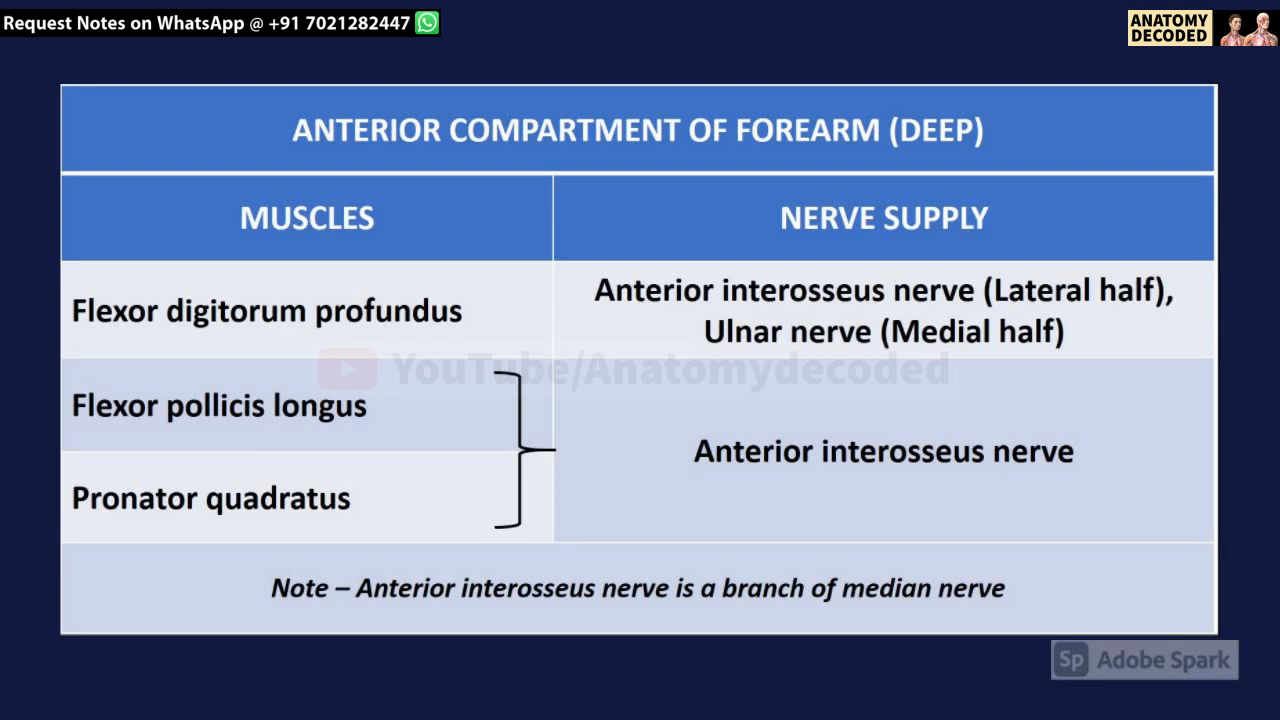 Request Notes on WhatsApp @ +91 7021282447
ANATOMY
DECODED
ANTERIOR COMPARTMENT OF FOREARM (DEEP)
MUSCLES
NERVE SUPPLY
Flexor digitorum profundus
Anterior interosseus nerve (Lateral half),
Ulnar nerve (Medial half)
YouTube/Anatomydecoded
Flexor pollicis longus
Anterior interosseus nerve
Pronator quadratus
Note – Anterior interosseus nerve is a branch of median nerve
Sp Adobe Spark